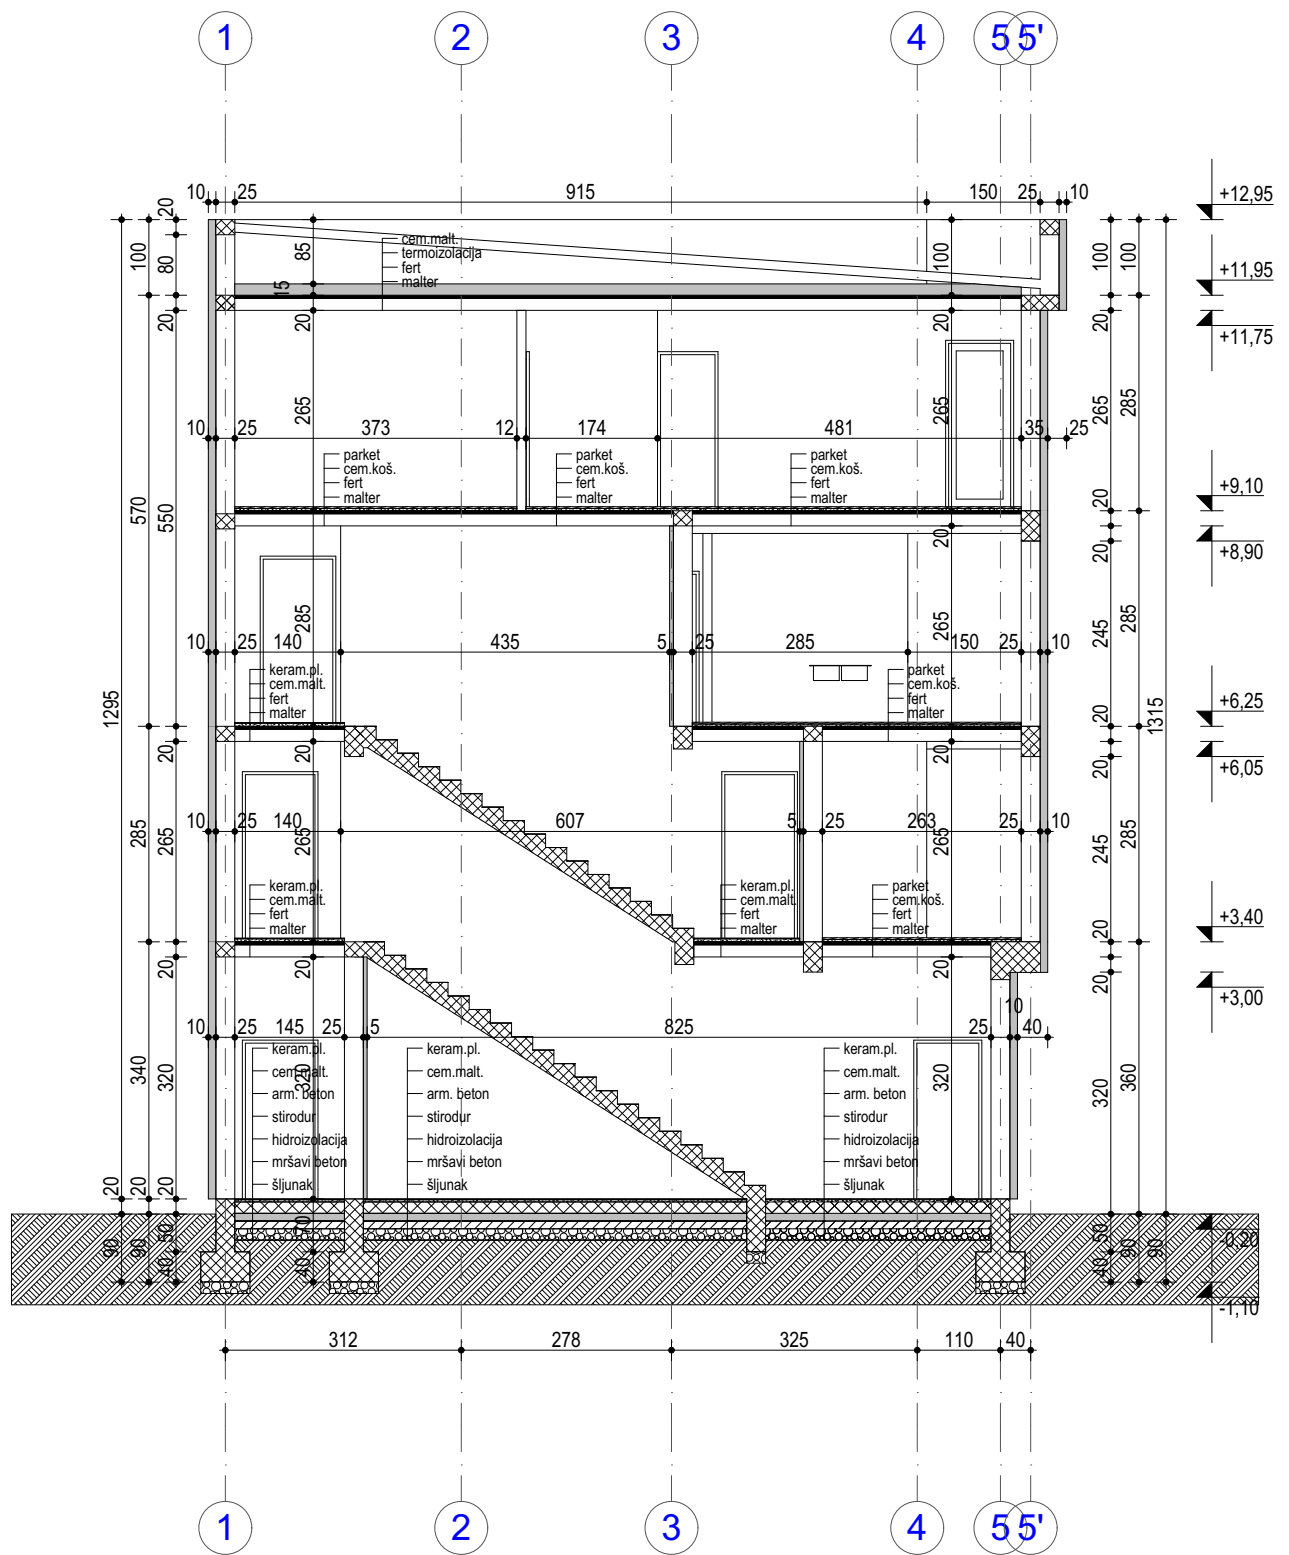 1 2 3 4 5 5'
10 25 915 150 25 10
+12,95
20
100 80 85 100 100 100
cem.malt.
termoizolacija
fert
malter
+11,95
15
20 20 20 20
+11,75
265 265 265 285
10 25 373 12 174 481 35 25
parket
cem.koš.
fert
malter
parket
cem.koš.
fert
malter
parket
cem.koš.
fert
malter
+9,10
570 550
20
20 20
+8,90
285 265 245 285
10 25 140 435 5 25 285 150 25 10
keram.pl.
cem.malt.
fert
malter
parket
cem.koš.
fert
malter
+6,25
1295 1315
20
20 20 20 20
+6,05
285 265 265 265 245 285
10 25 140 607 5 25 263 25 10
keram.pl.
cem.malt.
fert
malter
keram.pl.
cem.malt.
fert
malter
parket
cem.koš.
fert
malter
+3,40
20
20 20 20 20
+3,00
10
10 25 145 25 5 825 25 40
340 320 320 320 320 360
keram.pl.
cem.malt.
arm. beton
stirodur
hidroizolacija
mršavi beton
šljunak
keram.pl.
cem.malt.
arm. beton
stirodur
hidroizolacija
mršavi beton
šljunak
keram.pl.
cem.malt.
arm. beton
stirodur
hidroizolacija
mršavi beton
šljunak
20 20 20
-0,20
90 90 50 50 50 90 90
40 40 40
-1,10
312 278 325 110 40
1 2 3 4 5 5'